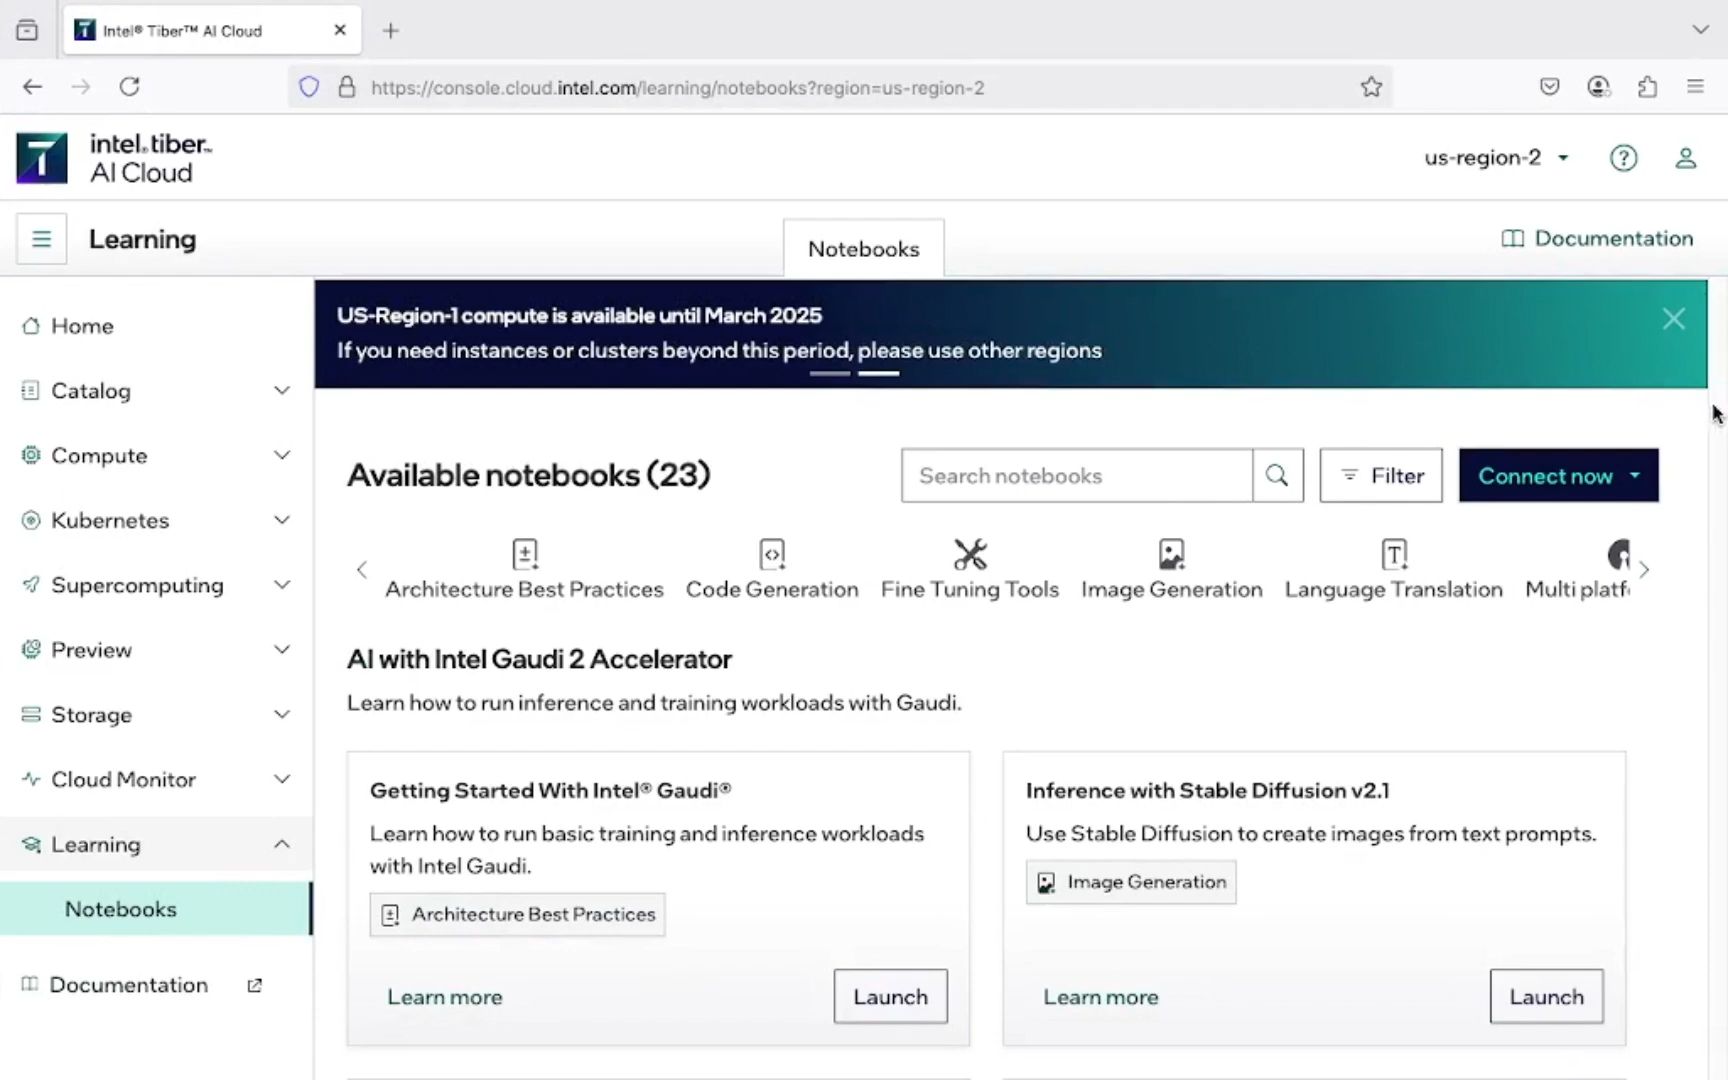 Intel® Tiber™ AI Cloud
https://console.cloud.intel.com/learning/notebooks?region=us-region-2
intel. tiber™
AI Cloud
us-region-2
Learning
Notebooks
Documentation
Home
Catalog
Compute
Kubernetes
Supercomputing
Preview
Storage
Cloud Monitor
Learning
Notebooks
Documentation
US-Region-1 compute is available until March 2025
If you need instances or clusters beyond this period, please use other regions
Available notebooks (23)
Search notebooks
Filter
Connect now
Architecture Best Practices
Code Generation
Fine Tuning Tools
Image Generation
Language Translation
Multi platf
AI with Intel Gaudi 2 Accelerator
Learn how to run inference and training workloads with Gaudi.
Getting Started With Intel® Gaudi®
Learn how to run basic training and inference workloads
with Intel Gaudi.
Architecture Best Practices
Learn more
Launch
Inference with Stable Diffusion v2.1
Use Stable Diffusion to create images from text prompts.
Image Generation
Learn more
Launch